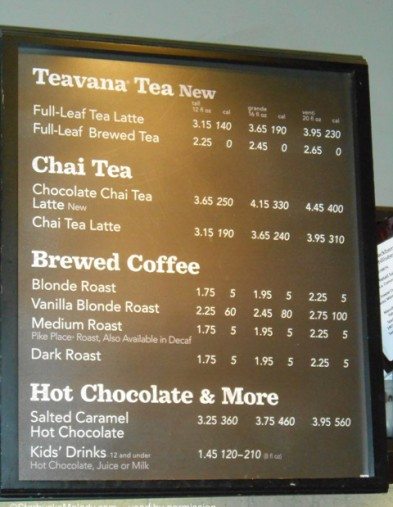 Teavana® Tea New
tall 12 fl oz cal grande 16 fl oz cal venti 20 fl oz cal
Full-Leaf Tea Latte 3.15 140 3.65 190 3.95 230
Full-Leaf Brewed Tea 2.25 0 2.45 0 2.65 0
Chai Tea
Chocolate Chai Tea
Latte New 3.65 250 4.15 330 4.45 400
Chai Tea Latte 3.15 190 3.65 240 3.95 310
Brewed Coffee
Blonde Roast 1.75 5 1.95 5 2.25 5
Vanilla Blonde Roast 2.25 60 2.45 80 2.75 100
Medium Roast 1.75 5 1.95 5 2.25 5
Pike Place® Roast, Also Available in Decaf
Dark Roast 1.75 5 1.95 5 2.25 5
Hot Chocolate & More
Salted Caramel 3.25 360 3.75 460 3.95 560
Hot Chocolate
Kids' Drinks 12 and under 1.45 120–210 (8 fl oz)
Hot Chocolate, Juice or Milk